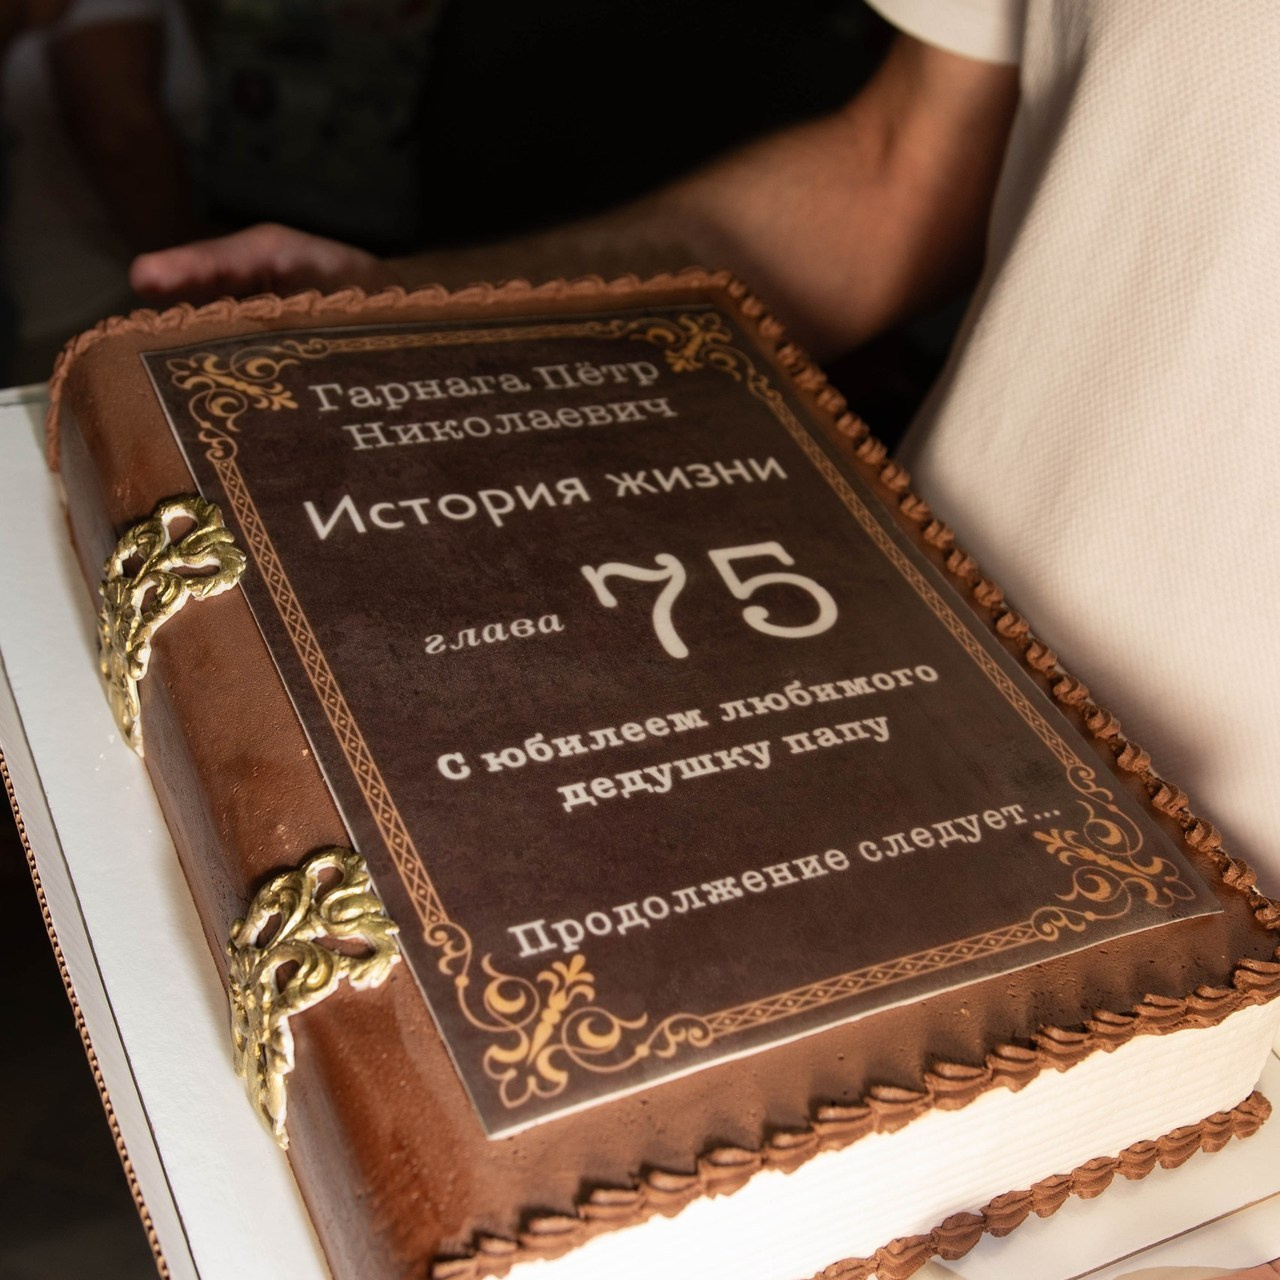 Гарнага Пётр
Николаевич
История жизни
глава 75
С юбилеем любимого
дедушку папу
Продолжение следует...